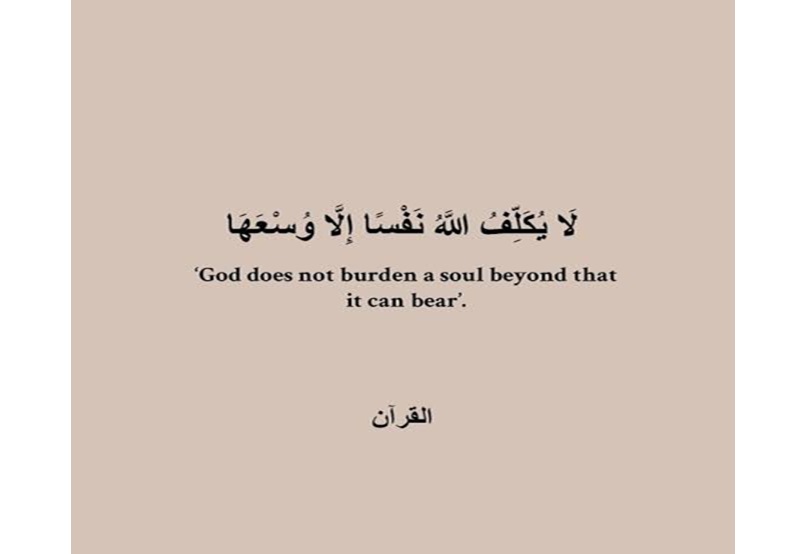 لَا يُكَلِّفُ اللَّهُ نَفْسًا إِلَّا وُسْعَهَا
‘God does not burden a soul beyond that
it can bear’.
القرآن